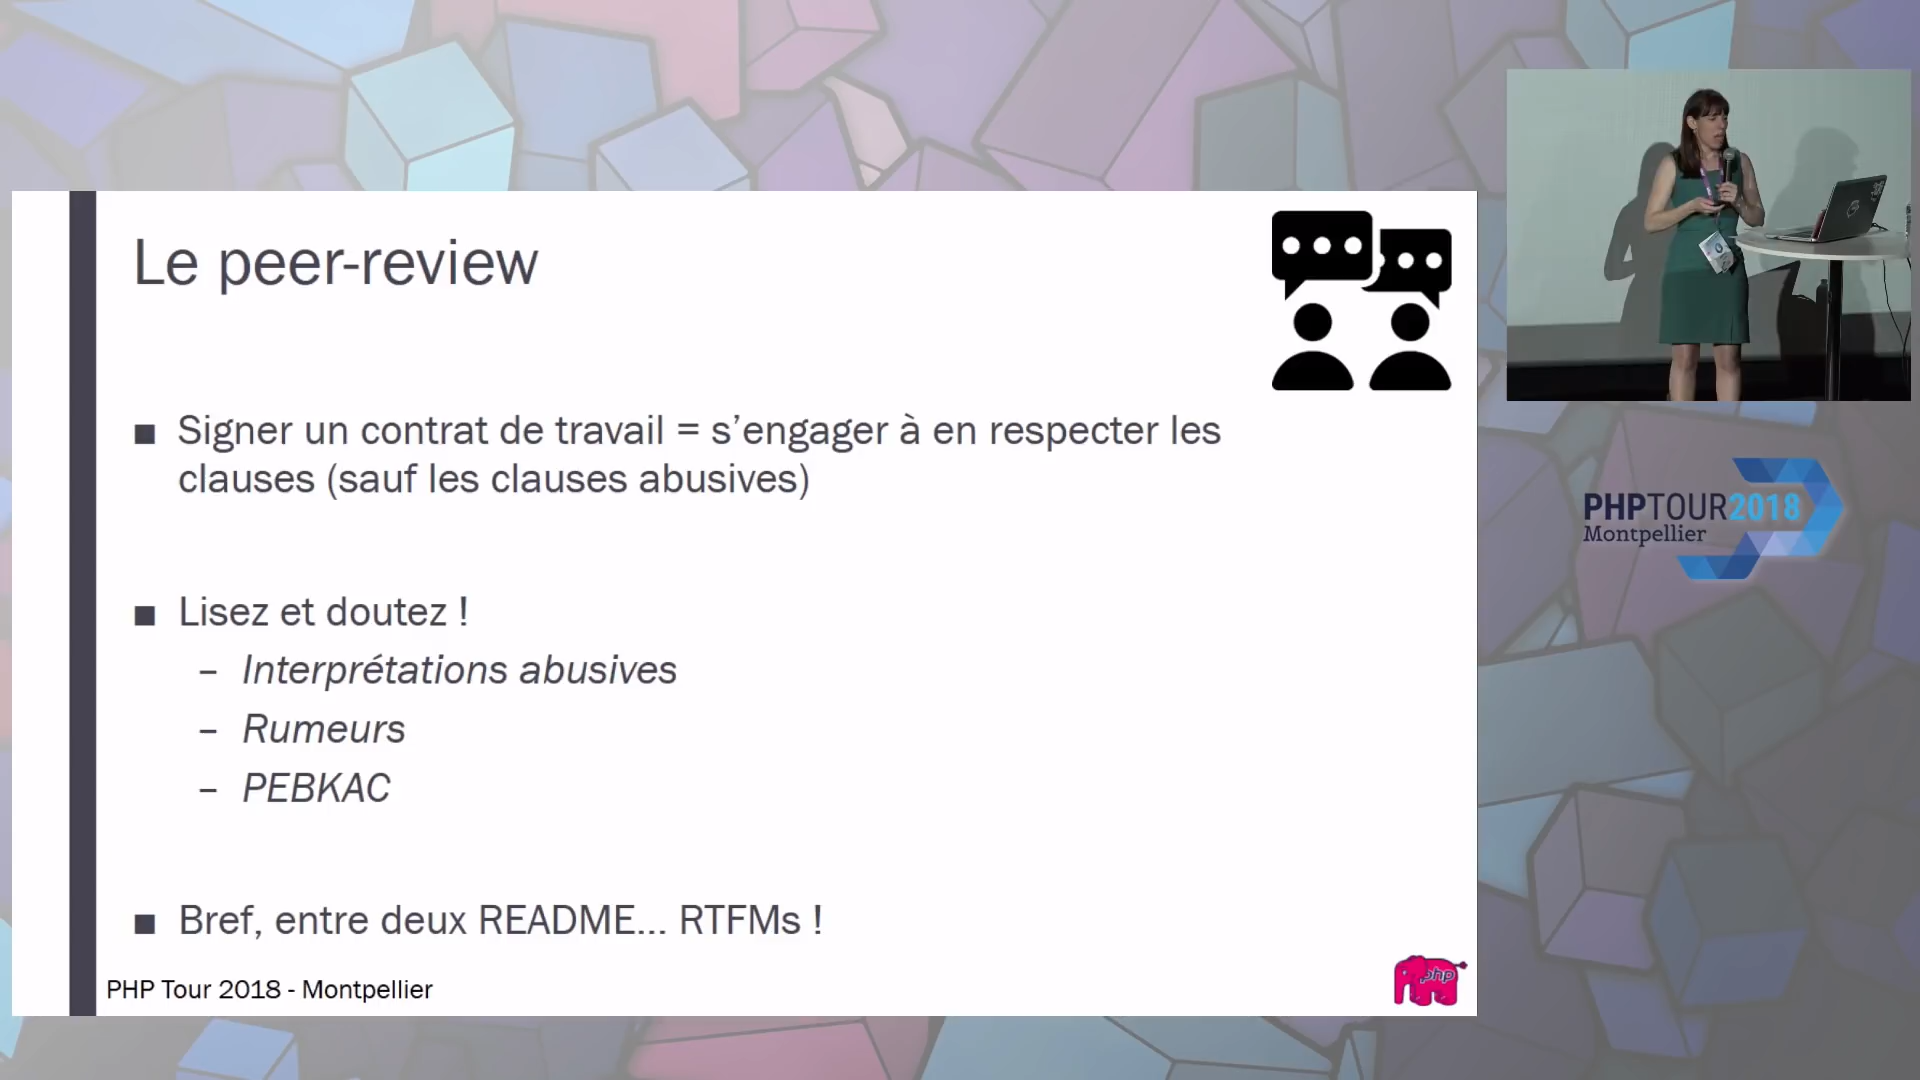 Le peer-review
■ Signer un contrat de travail = s’engager à en respecter les
clauses (sauf les clauses abusives)
■ Lisez et doutez !
– Interprétations abusives
– Rumeurs
– PEBKAC
■ Bref, entre deux README... RTFMs !
PHP Tour 2018 - Montpellier
php
PHPTOUR2018
Montpellier